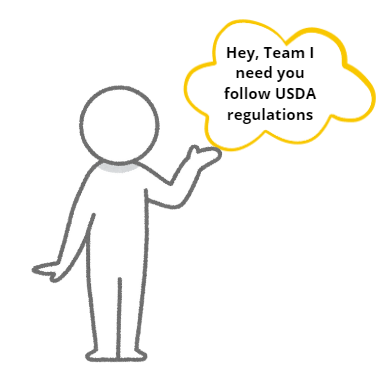 Hey, Team I
need you
follow USDA
regulations